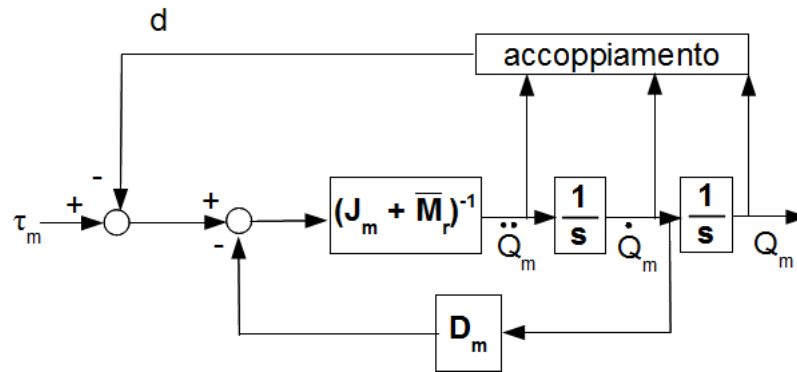 d
accoppiamento
-
+
+
τm
-
(Jm + M̅r)-1
Q̈m
1
s
Q̇m
1
s
Qm
Dm